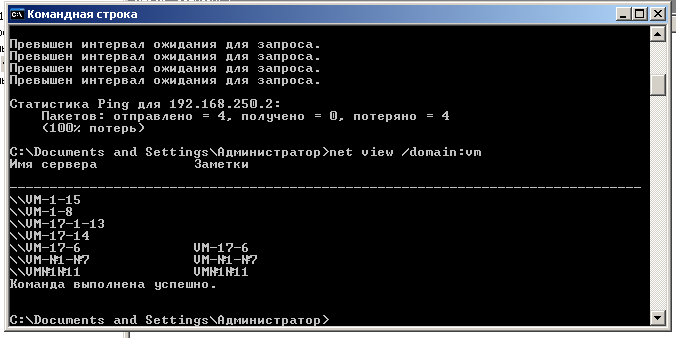 Командная строка
Превышен интервал ожидания для запроса.
Превышен интервал ожидания для запроса.
Превышен интервал ожидания для запроса.
Превышен интервал ожидания для запроса.
Статистика Ping для 192.168.250.2:
Пакетов: отправлено = 4, получено = 0, потеряно = 4
(100% потерь)
C:\Documents and Settings\Администратор>net view /domain:vm
Имя сервера Заметки
-------------------------------------------------------------------------------
\\VM-1-15
\\VM-1-8
\\VM-17-1-13
\\VM-17-14
\\VM-17-6 VM-17-6
\\VM-№1-№7 VM-№1-№7
\\VM№1№11 VM№1№11
Команда выполнена успешно.
C:\Documents and Settings\Администратор>